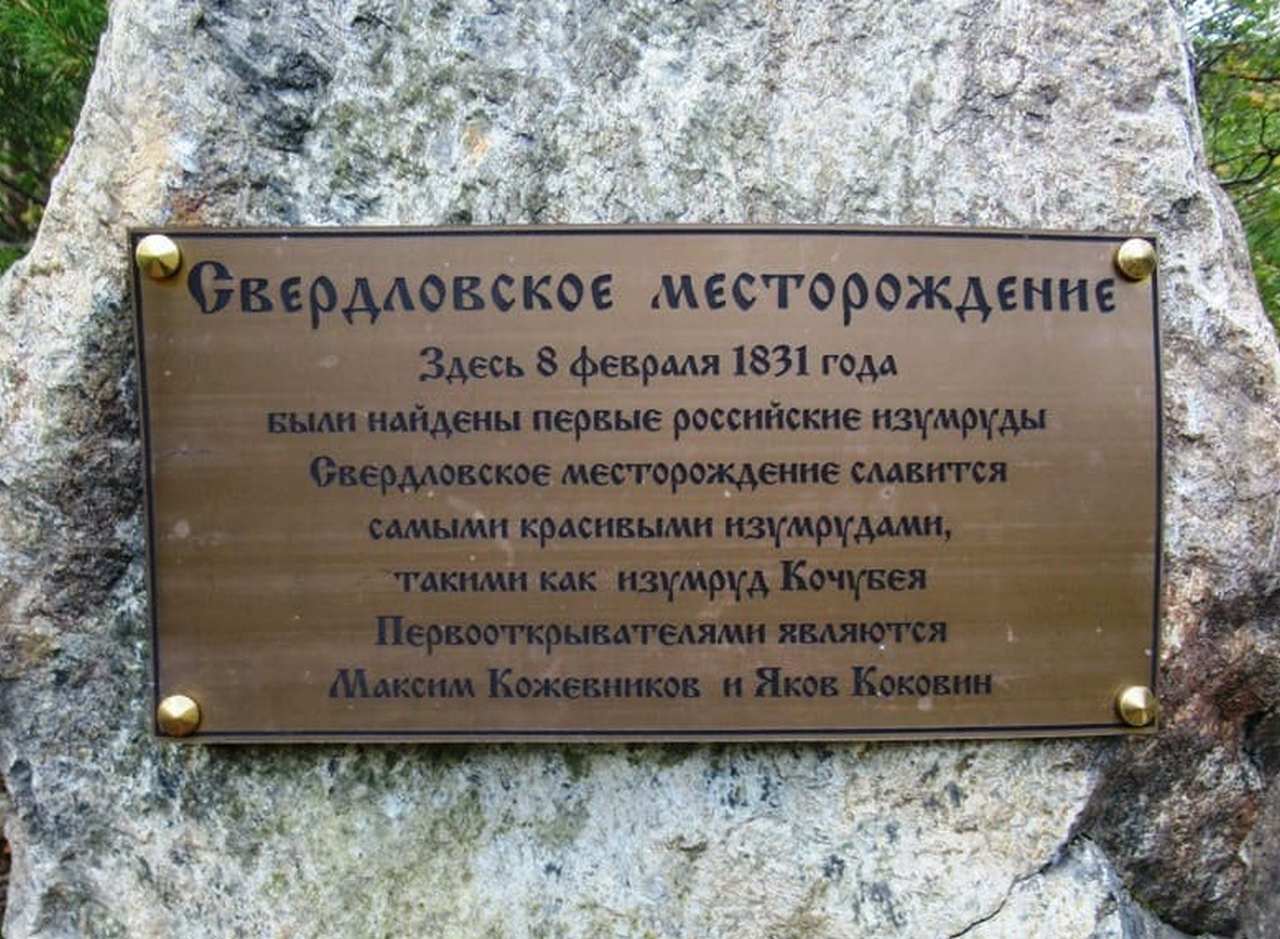 Свердловское месторождение
Здесь 8 февраля 1831 года
были найдены первые российские изумруды
Свердловское месторождение славится
самыми красивыми изумрудами,
такими как изумруд Кочубея
Первооткрывателями являются
Максим Кожевников и Яков Коковин